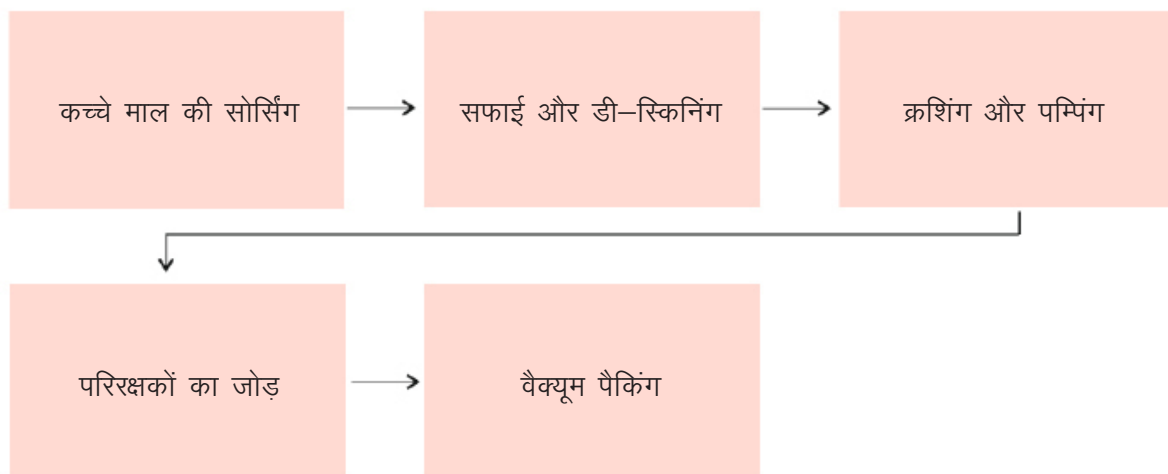 कच्चे माल की सोर्सिंग
सफाई और डी–स्किनिंग
क्रशिंग और पम्पिंग
परिरक्षकों का जोड़
वैक्यूम पैकिंग